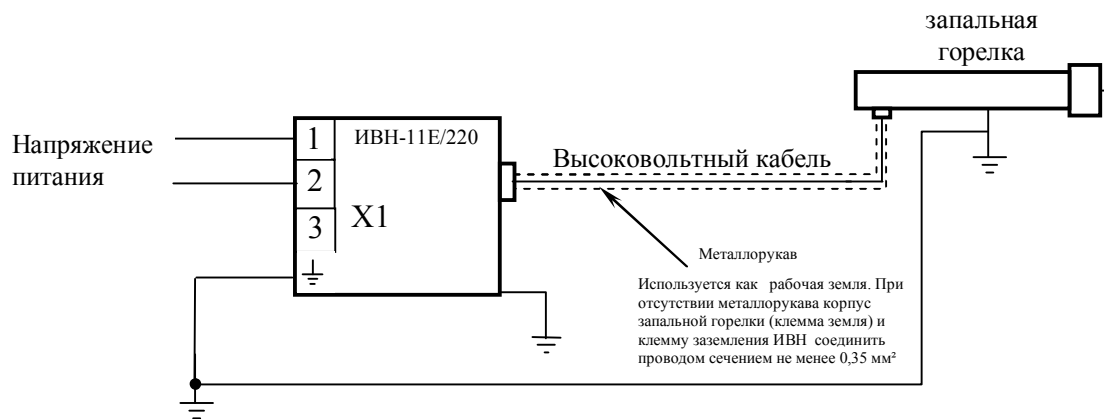 запальная
горелка
Напряжение
питания
1
2
3
ИВН-11Е/220
X1
Высоковольтный кабель
Металлорукав
Используется как рабочая земля. При
отсутствии металлорукава корпус
запальной горелки (клемма земля) и
клемму заземления ИВН соединить
проводом сечением не менее 0,35 мм²